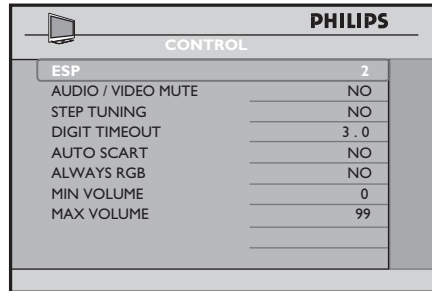 PHILIPS
CONTROL
ESP 2
AUDIO / VIDEO MUTE NO
STEP TUNING NO
DIGIT TIMEOUT 3 . 0
AUTO SCART NO
ALWAYS RGB NO
MIN VOLUME 0
MAX VOLUME 99